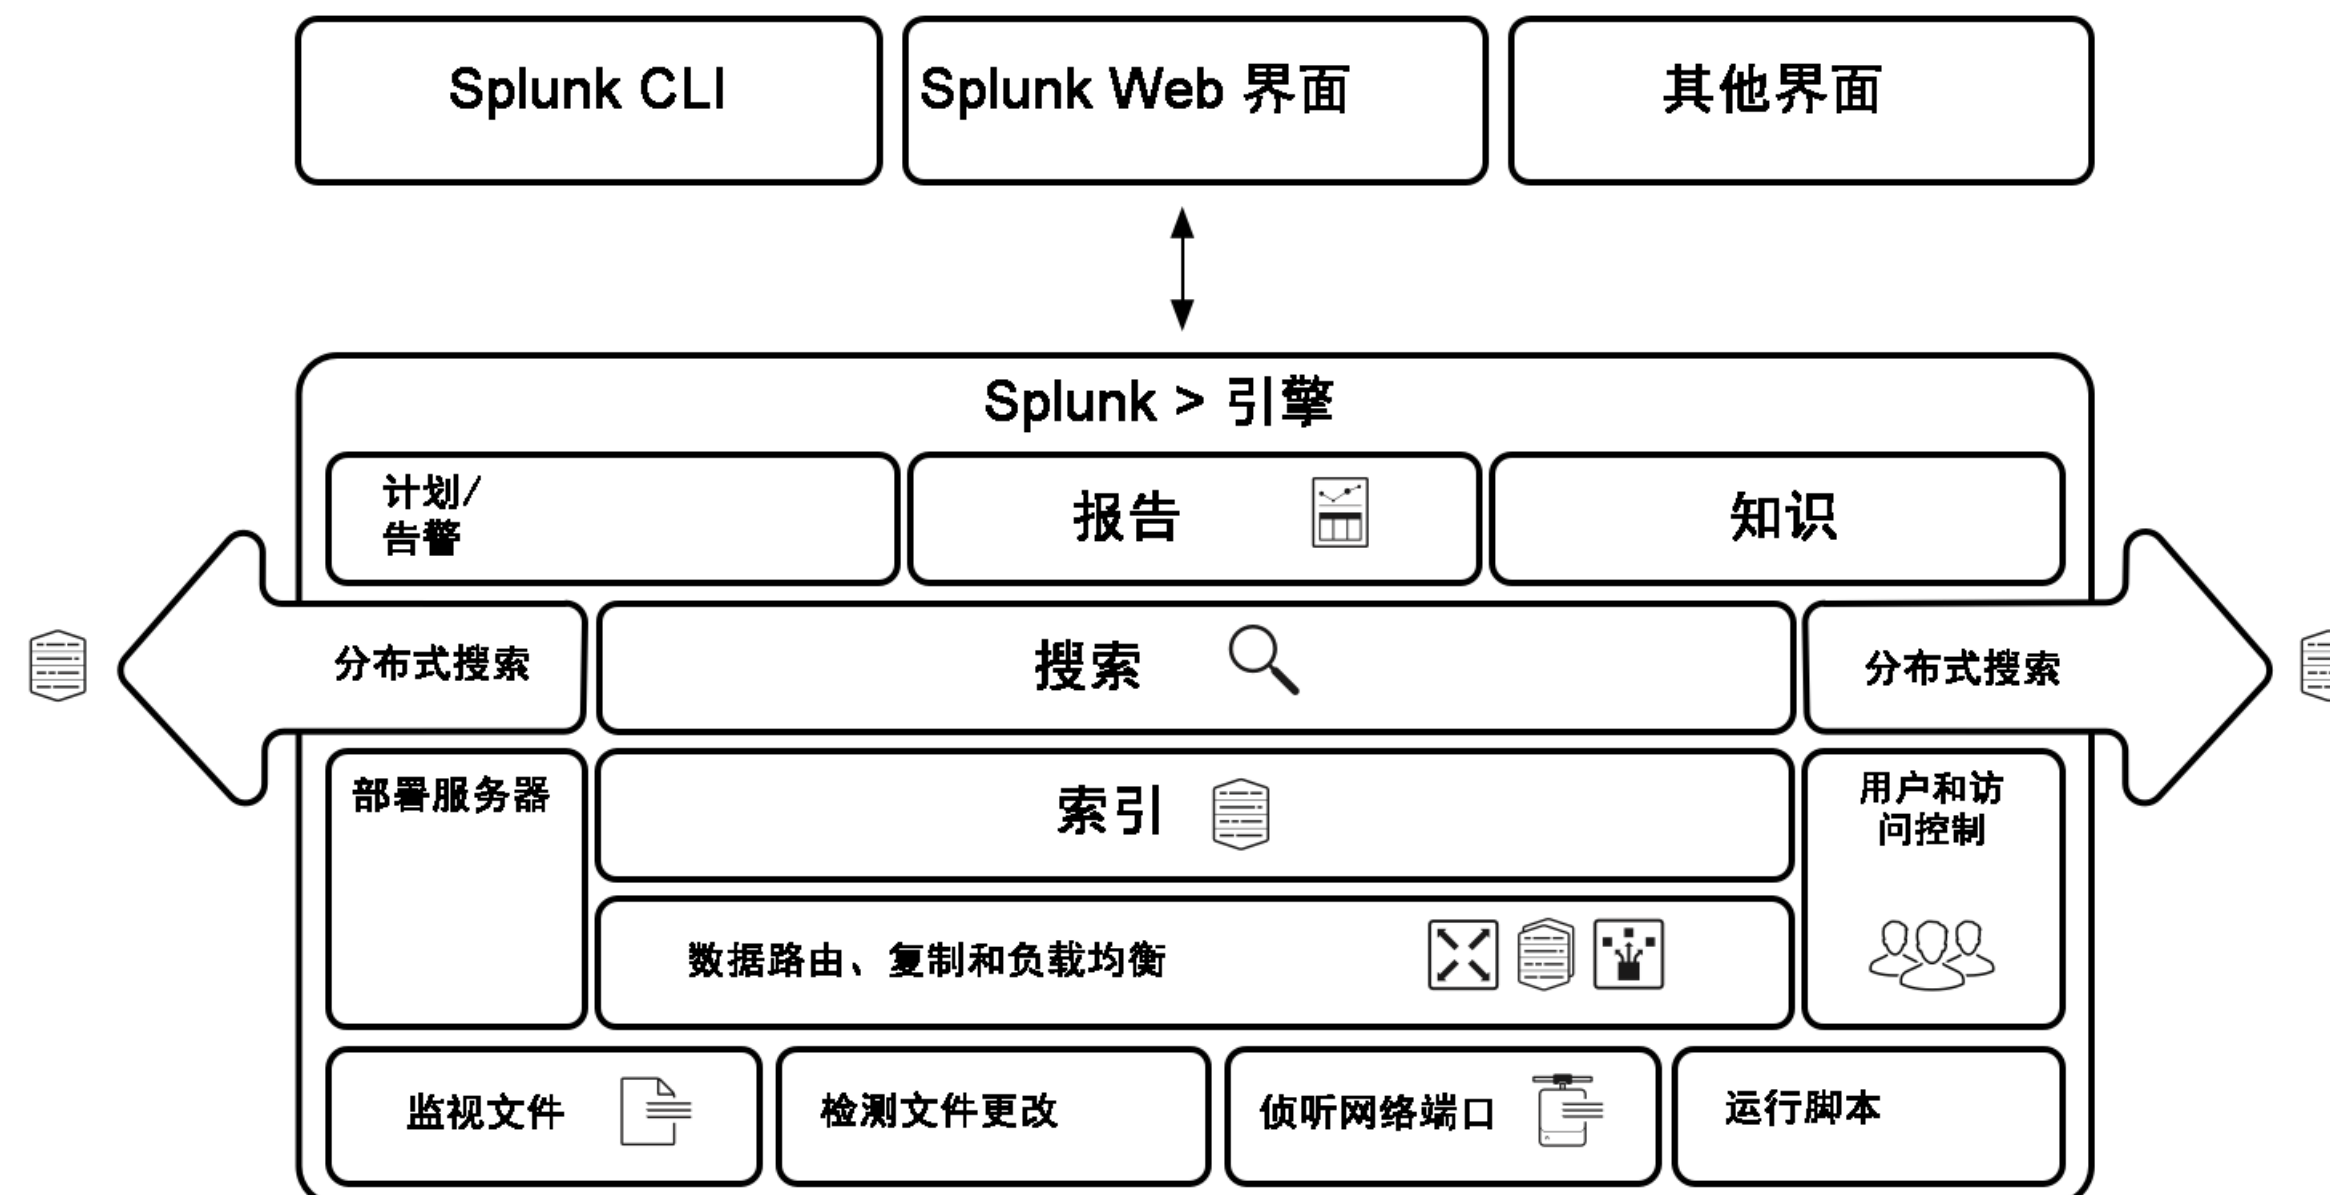 Splunk CLI
Splunk Web 界面
其他界面
Splunk > 引擎
计划/
告警
报告
知识
分布式搜索
搜索
分布式搜索
部署服务器
索引
用户和访
问控制
数据路由、复制和负载均衡
监视文件
检测文件更改
侦听网络端口
运行脚本